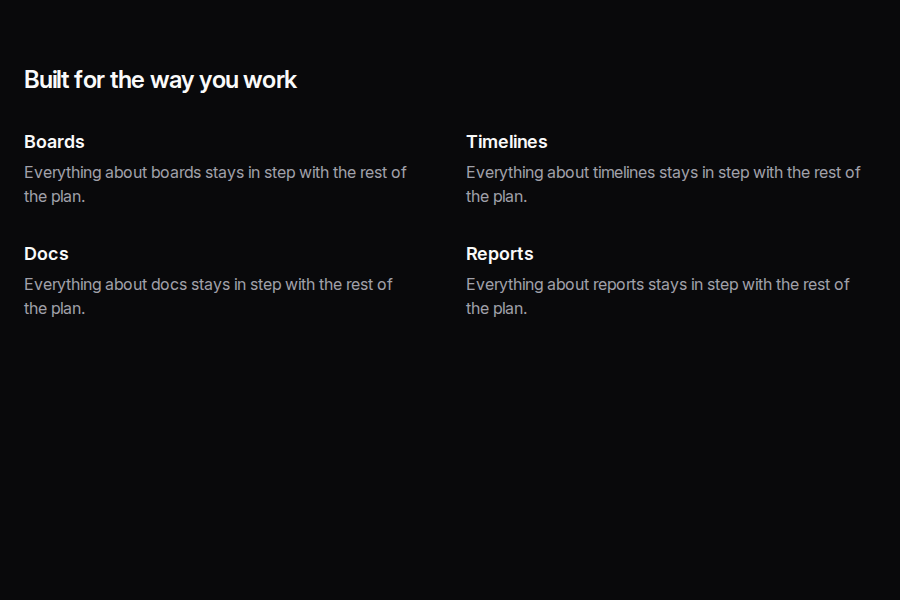 Built for the way you work
Boards
Everything about boards stays in step with the rest of
the plan.
Timelines
Everything about timelines stays in step with the rest of
the plan.
Docs
Everything about docs stays in step with the rest of
the plan.
Reports
Everything about reports stays in step with the rest of
the plan.